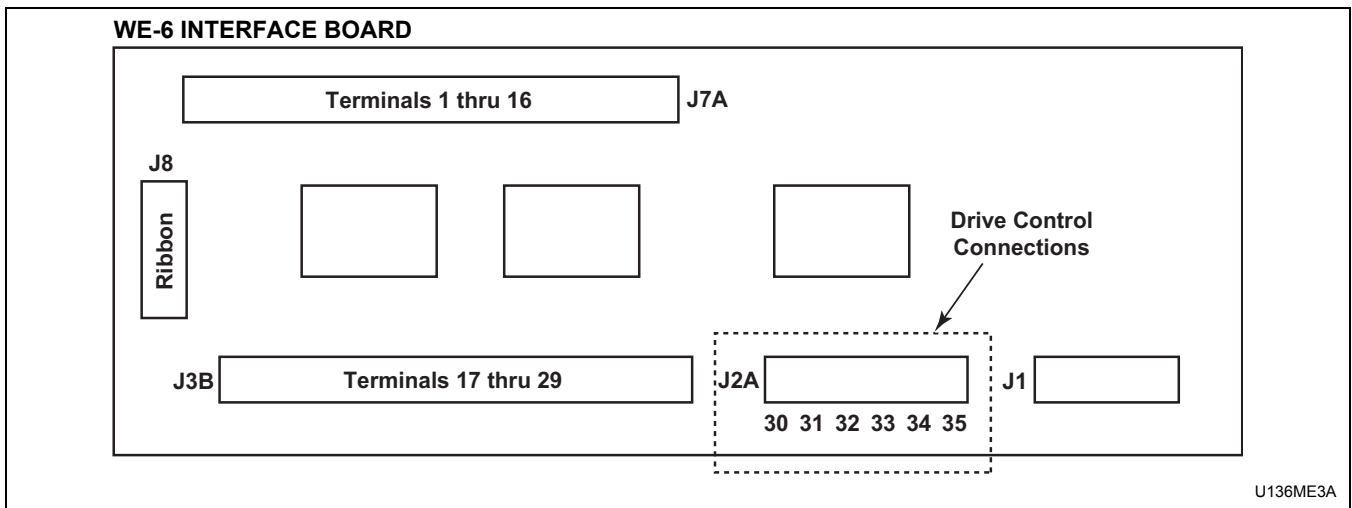 WE-6 INTERFACE BOARD
Terminals 1 thru 16
J7A
J8
Ribbon
Drive Control
Connections
J3B
Terminals 17 thru 29
J2A
J1
30 31 32 33 34 35
U136ME3A